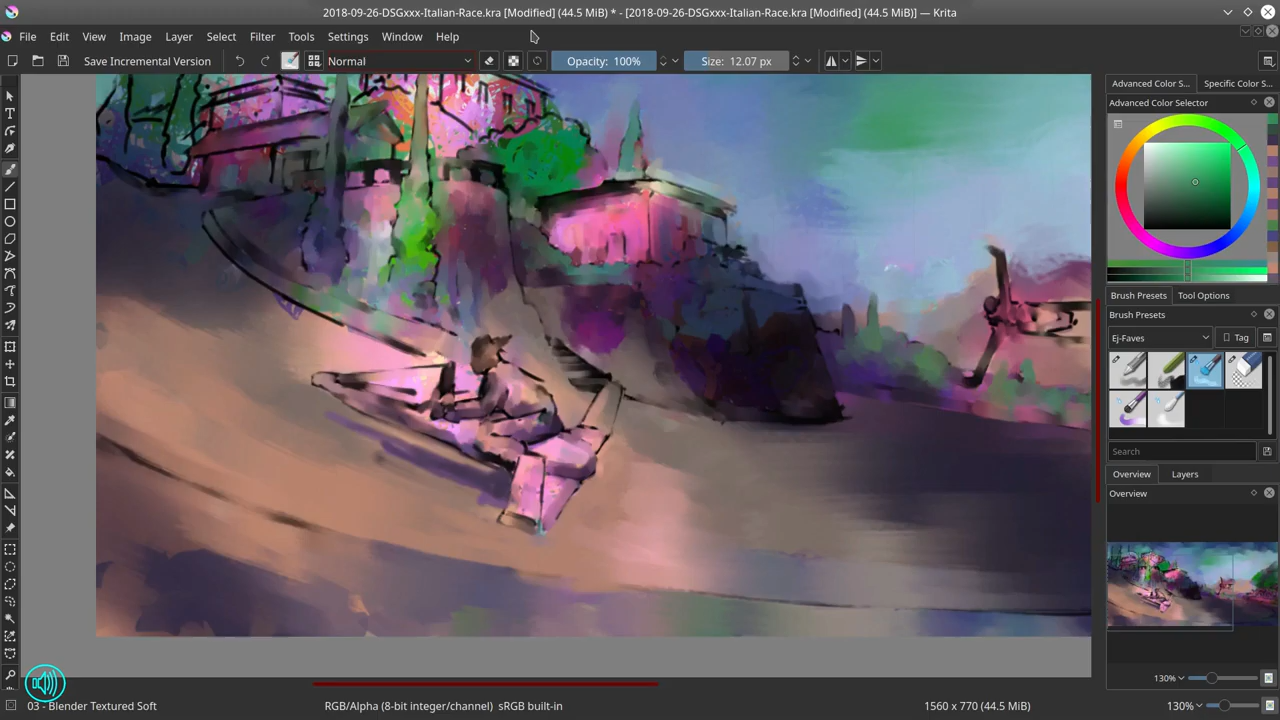 2018-09-26-DSGxxx-Italian-Race.kra [Modified] (44.5 MiB) * - [2018-09-26-DSGxxx-Italian-Race.kra [Modified] (44.5 MiB)] — Krita
File Edit View Image Layer Select Filter Tools Settings Window Help
Save Incremental Version Normal Opacity: 100% Size: 12.07 px
Advanced Color S... Specific Color S...
Advanced Color Selector
Brush Presets Tool Options
Brush Presets
Ej-Faves Tag
Search
Overview Layers
Overview
130%
03 - Blender Textured Soft RGB/Alpha (8-bit integer/channel) sRGB built-in 1560 x 770 (44.5 MiB) 130%